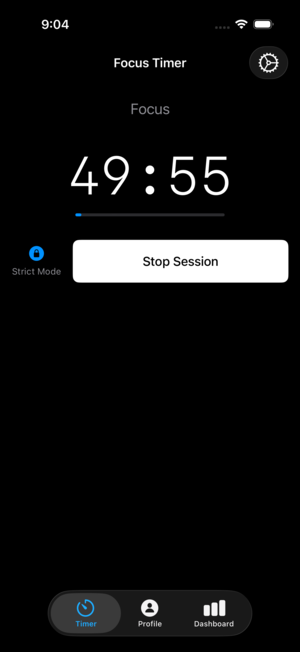 9:04
Focus Timer
Focus
49:55
Strict Mode
Stop Session
Timer
Profile
Dashboard